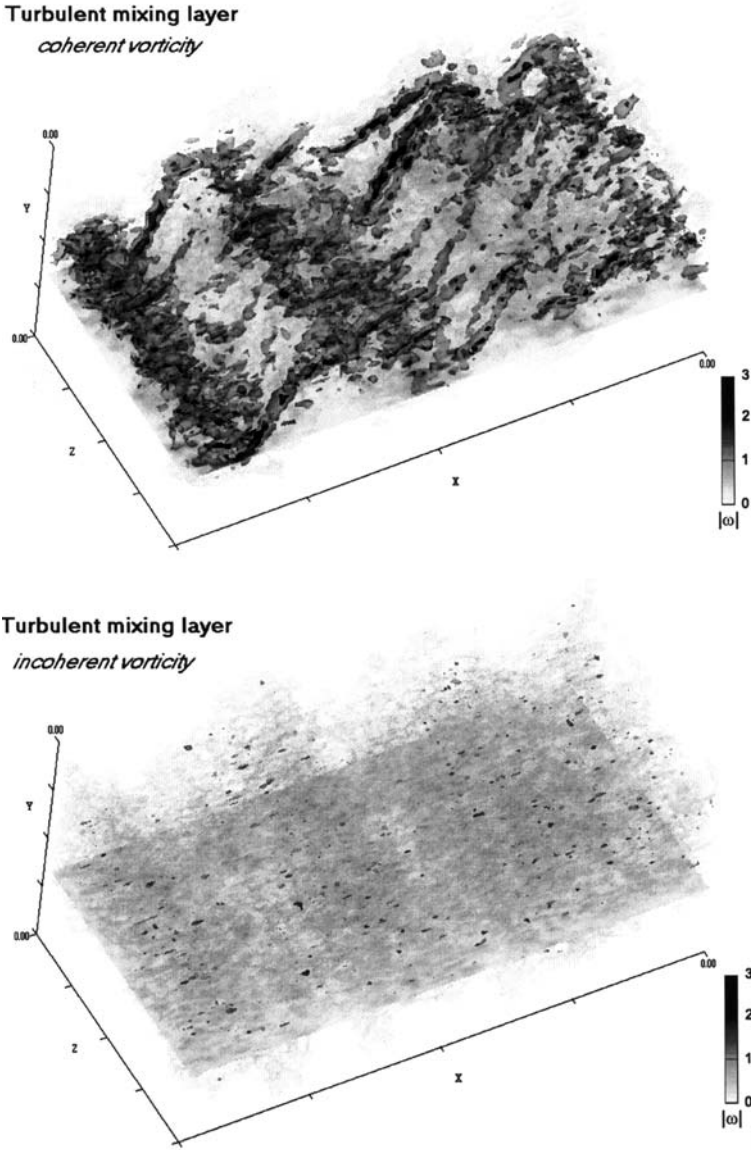 Turbulent mixing layer
coherent vorticity
0.00
Y
0.00
Z
X
0.00
3
2
1
0
|ω|
Turbulent mixing layer
incoherent vorticity
0.00
Y
0.00
Z
X
0.00
3
2
1
0
|ω|